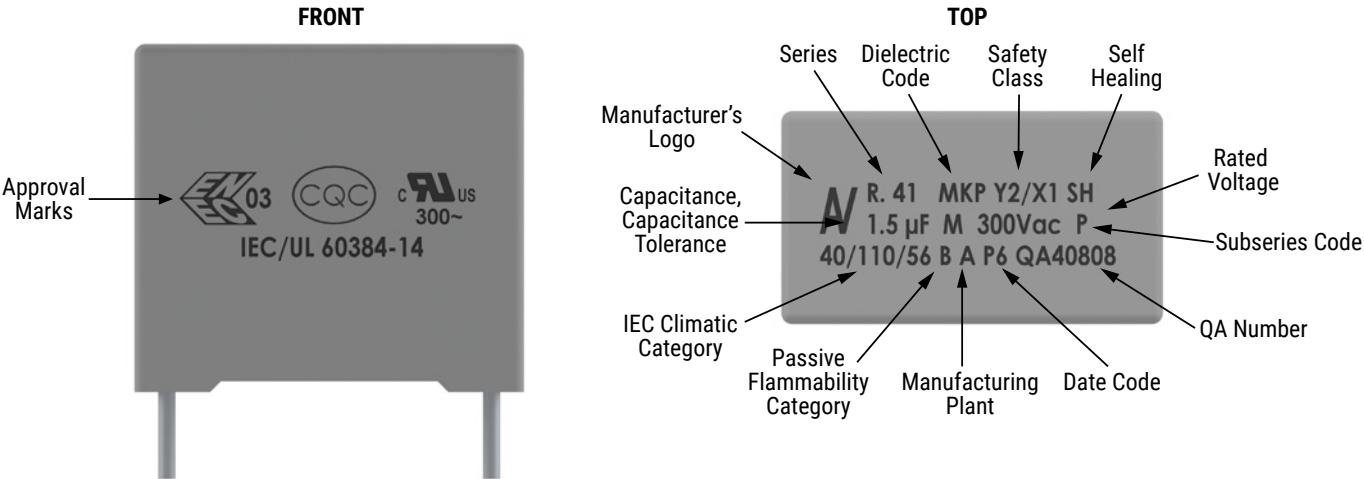 FRONT
Approval
Marks
ENEC 03
CQC
c RU US
300~
IEC/UL 60384-14
TOP
Series
Dielectric
Code
Safety
Class
Self
Healing
Manufacturer's
Logo
Rated
Voltage
Capacitance,
Capacitance
Tolerance
Subseries Code
R. 41 MKP Y2/X1 SH
1.5 µF M 300Vac P
40/110/56 B A P6 QA40808
IEC Climatic
Category
Passive
Flammability
Category
Manufacturing
Plant
Date Code
QA Number